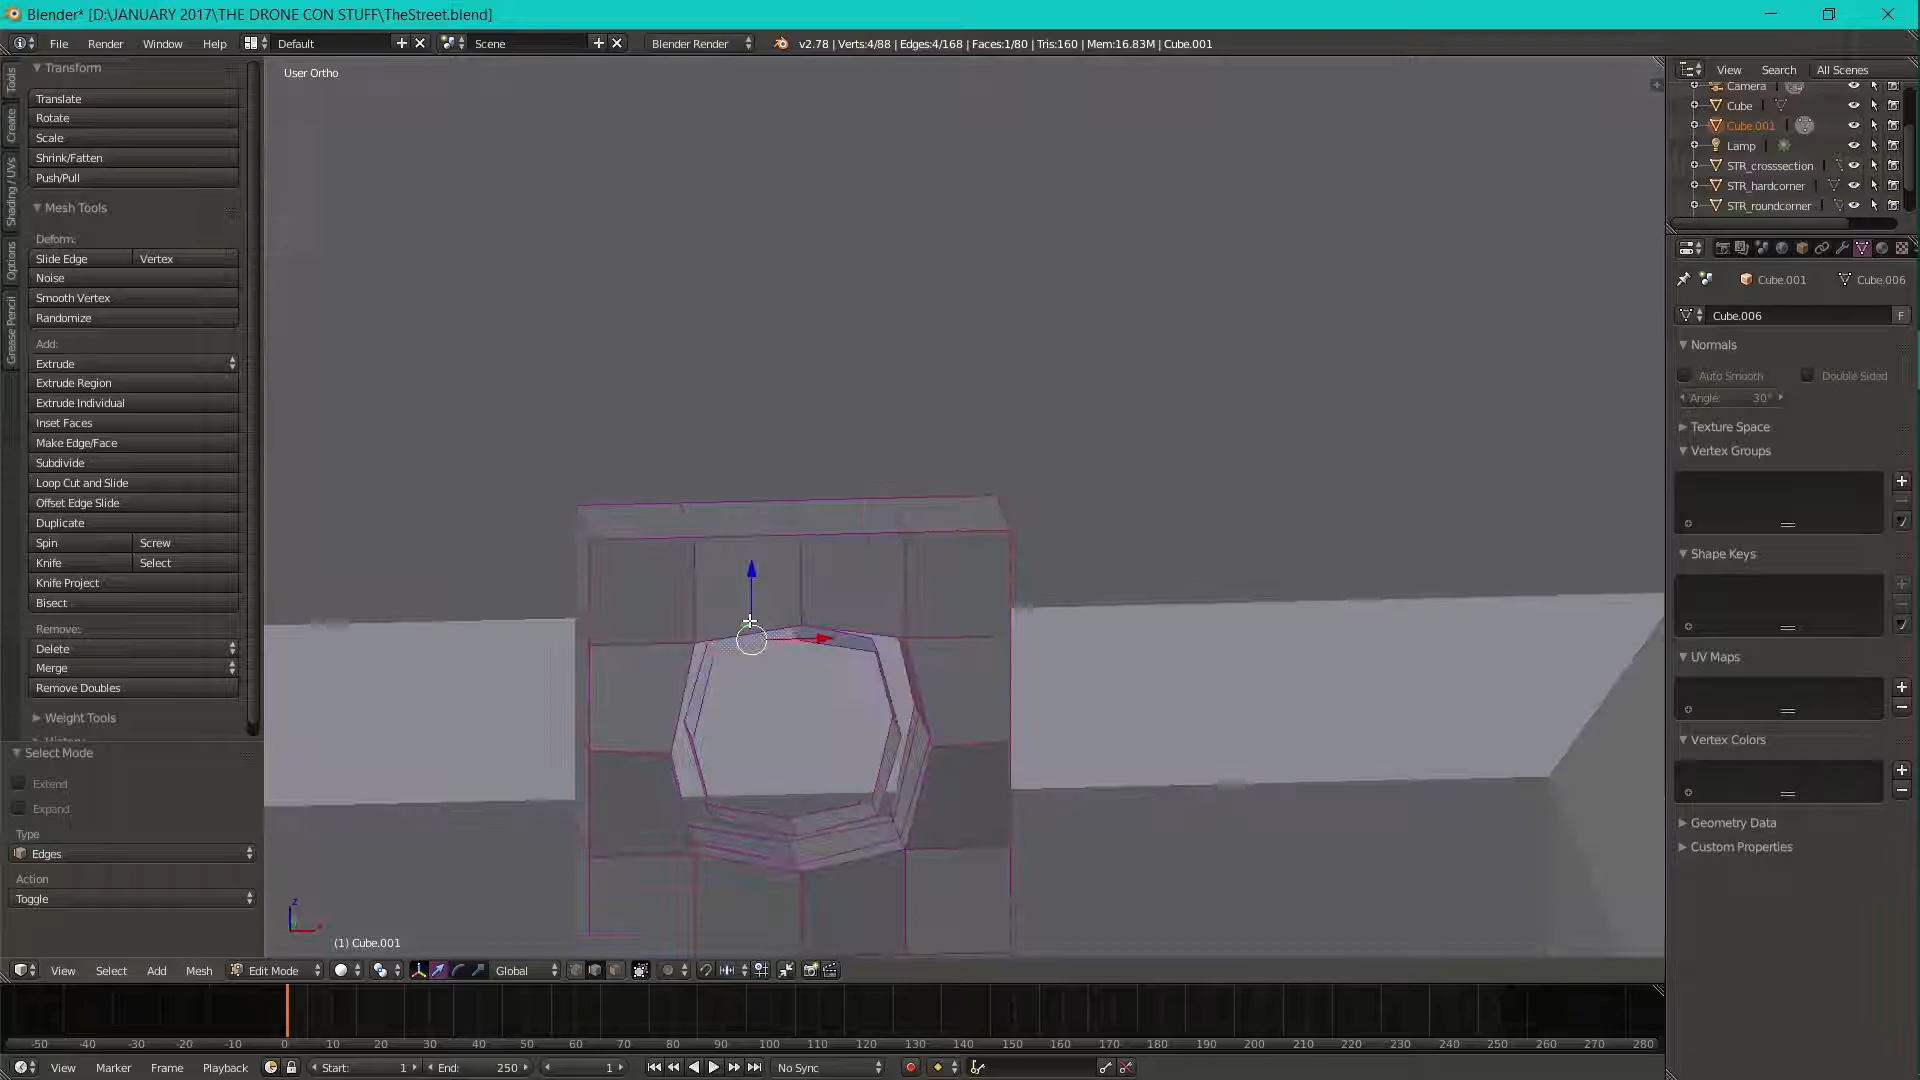 Blender* [D:\JANUARY 2017\THE DRONE CON STUFF\TheStreet.blend]
File Render Window Help Default Scene Blender Render v2.78 | Verts:4/88 | Edges:4/168 | Faces:1/80 | Tris:160 | Mem:16.83M | Cube.001
Tools
Create
Shading / UVs
Options
Grease Pencil
Transform
Translate
Rotate
Scale
Shrink/Fatten
Push/Pull
Mesh Tools
Deform:
Slide Edge Vertex
Noise
Smooth Vertex
Randomize
Add:
Extrude
Extrude Region
Extrude Individual
Inset Faces
Make Edge/Face
Subdivide
Loop Cut and Slide
Offset Edge Slide
Duplicate
Spin Screw
Knife Select
Knife Project
Bisect
Remove:
Delete
Merge
Remove Doubles
Weight Tools
Select Mode
Extend
Expand
Type
Edges
Action
Toggle
User Ortho
z
(1) Cube.001
View Select Add Mesh Edit Mode Global
View Search All Scenes
Camera
Cube
Cube.001
Lamp
STR_crosssection
STR_hardcorner
STR_roundcorner
Cube.001 Cube.006
Cube.006 F
Normals
Auto Smooth Double Sided
Angle: 30°
Texture Space
Vertex Groups
Shape Keys
UV Maps
Vertex Colors
Geometry Data
Custom Properties
-50 -40 -30 -20 -10 0 10 20 30 40 50 60 70 80 90 100 110 120 130 140 150 160 170 180 190 200 210 220 230 240 250 260 270 280
View Marker Frame Playback Start: 1 End: 250 1 No Sync